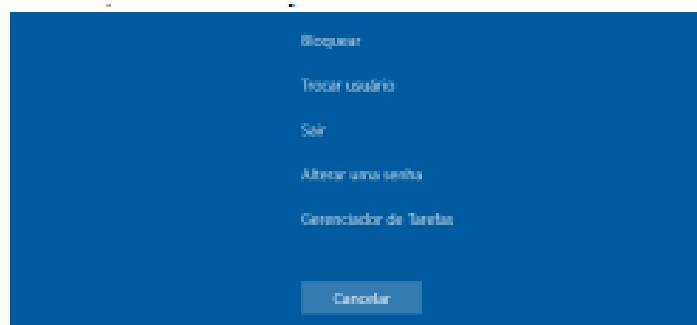 Bloquear
Trocar usuário
Sair
Alterar uma senha
Gerenciador de Tarefas
Cancelar